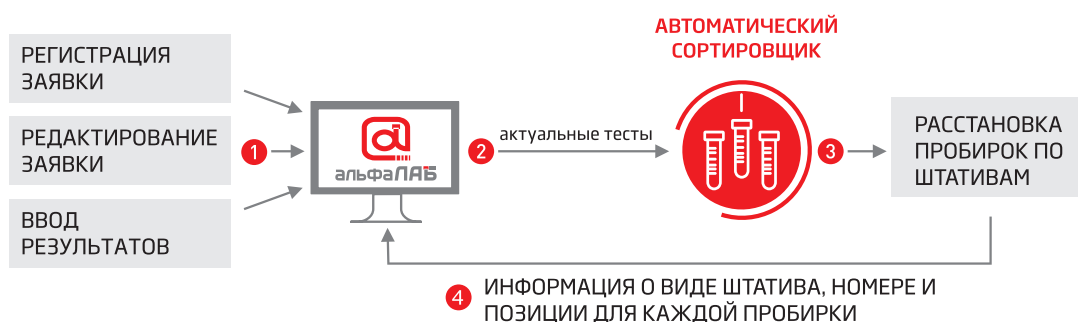 АВТОМАТИЧЕСКИЙ
СОРТИРОВЩИК
РЕГИСТРАЦИЯ
ЗАЯВКИ
РЕДАКТИРОВАНИЕ
ЗАЯВКИ
ВВОД
РЕЗУЛЬТАТОВ
1
альфаЛАБ
2
актуальные тесты
3
РАССТАНОВКА
ПРОБИРОК ПО
ШТАТИВАМ
4
ИНФОРМАЦИЯ О ВИДЕ ШТАТИВА, НОМЕРЕ И
ПОЗИЦИИ ДЛЯ КАЖДОЙ ПРОБИРКИ